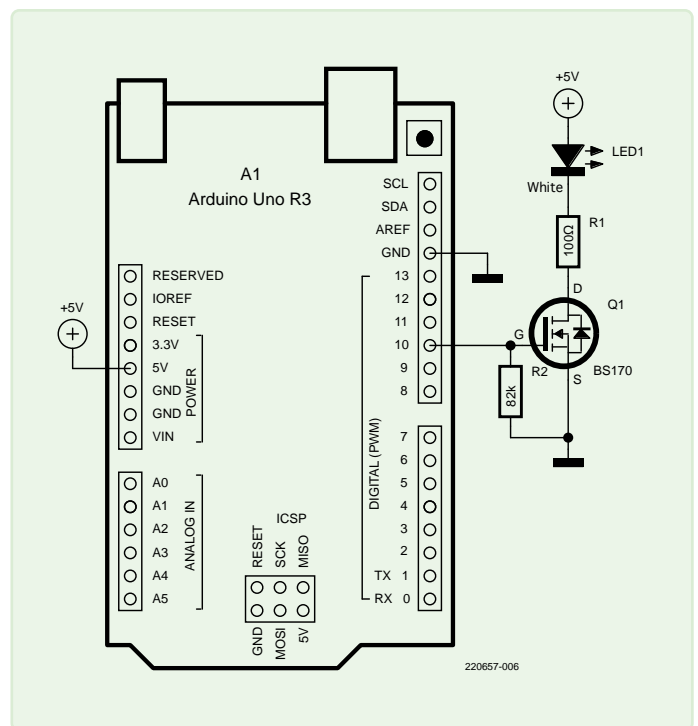 A1
Arduino Uno R3
+5V
RESERVED
IOREF
RESET
3.3V
5V
GND
GND
VIN
POWER
A0
A1
A2
A3
A4
A5
ANALOG IN
ICSP
RESET
SCK
MISO
GND
MOSI
5V
SCL
SDA
AREF
GND
13
12
11
10
9
8
7
6
5
4
3
2
TX 1
RX 0
DIGITAL (PWM)
+5V
LED1
White
R1
100Ω
D
Q1
G
R2
BS170
S
82k
220657-006